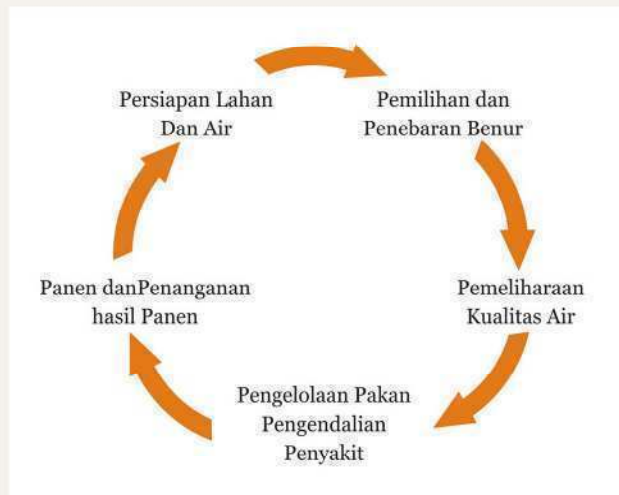 Persiapan Lahan
Dan Air
Pemilihan dan
Penebaran Benur
Pemeliharaan
Kualitas Air
Pengelolaan Pakan
Pengendalian
Penyakit
Panen danPenanganan
hasil Panen